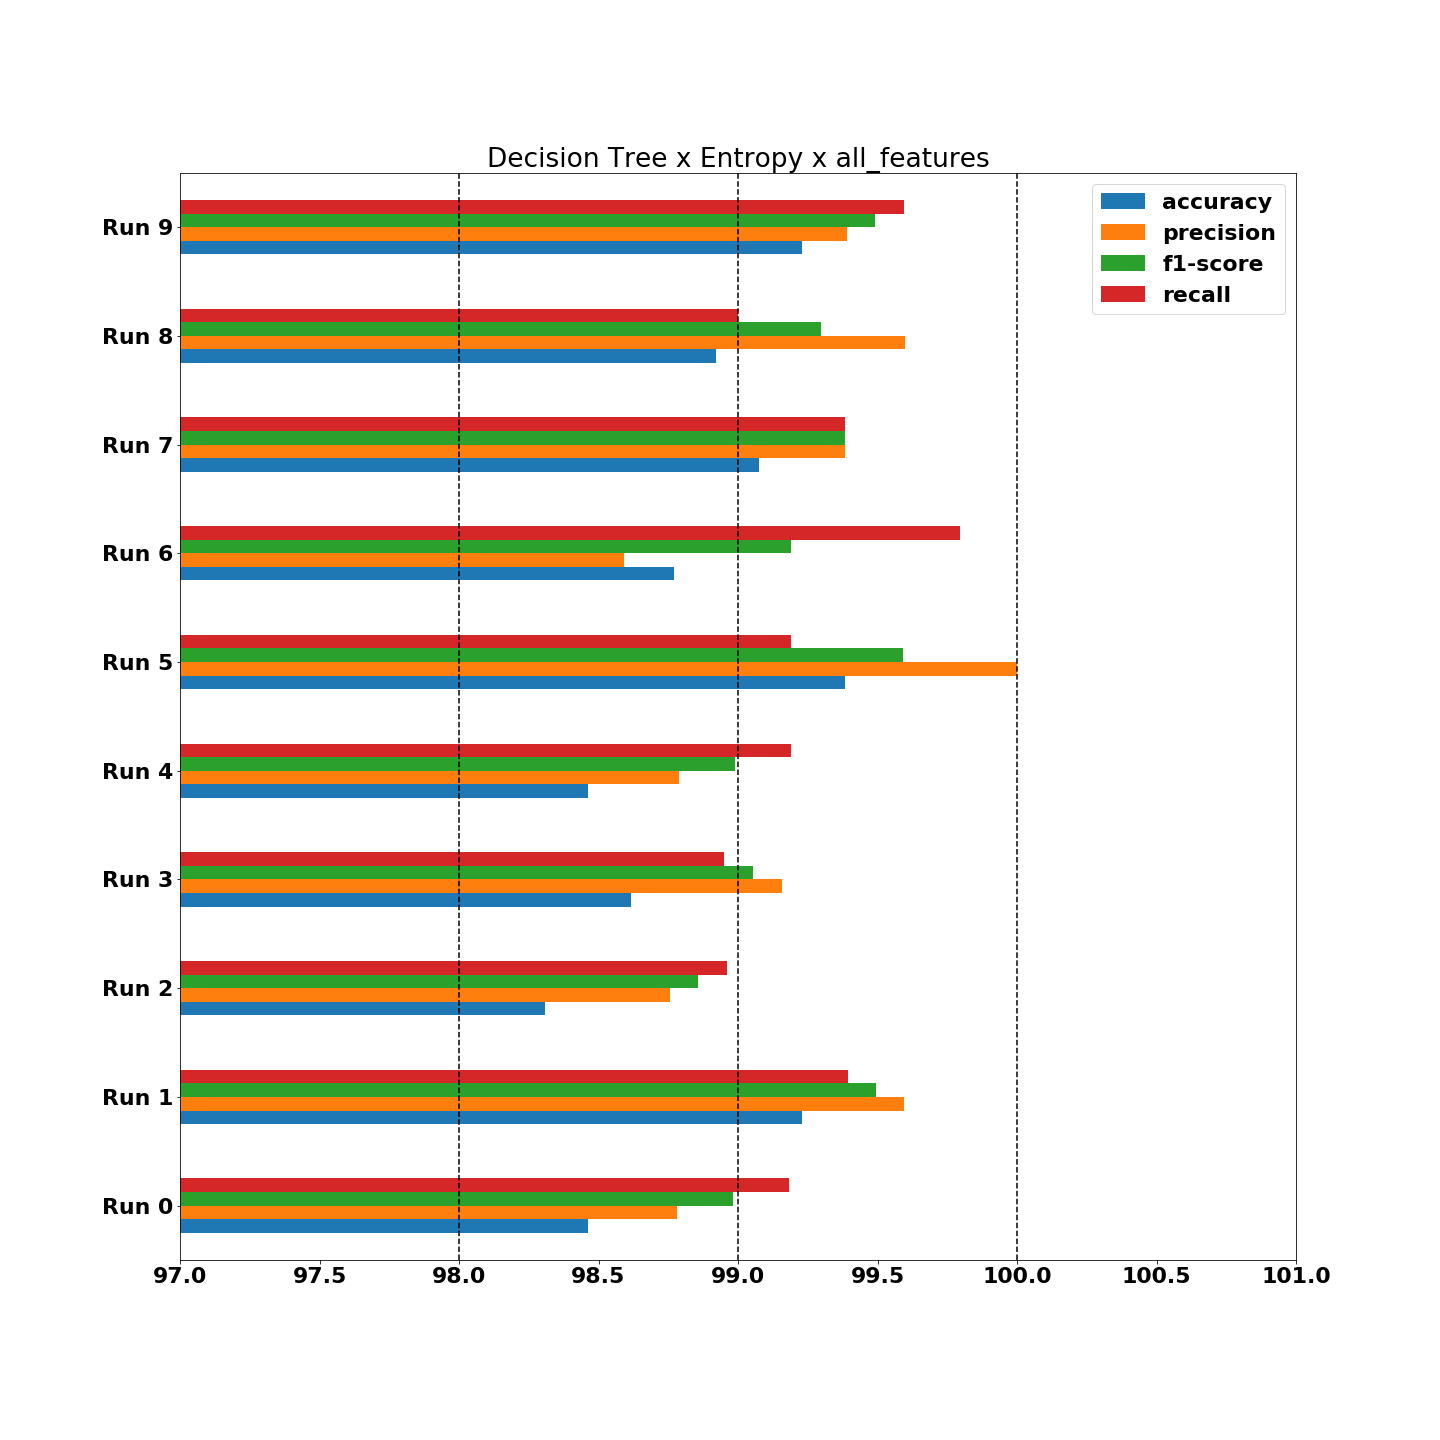 Decision Tree x Entropy x all_features
accuracy
precision
f1-score
recall
Run 9
Run 8
Run 7
Run 6
Run 5
Run 4
Run 3
Run 2
Run 1
Run 0
97.0 97.5 98.0 98.5 99.0 99.5 100.0 100.5 101.0